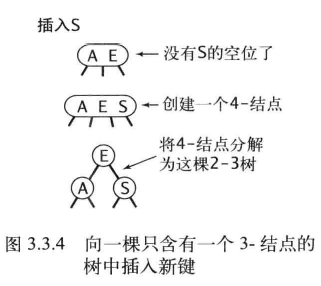 插入S
A E ← 没有S的空位了
A E S ← 创建一个4-结点
将4-结点分解
E
为这棵2-3树
A S
图 3.3.4 向一棵只含有一个 3- 结点的
树中插入新键